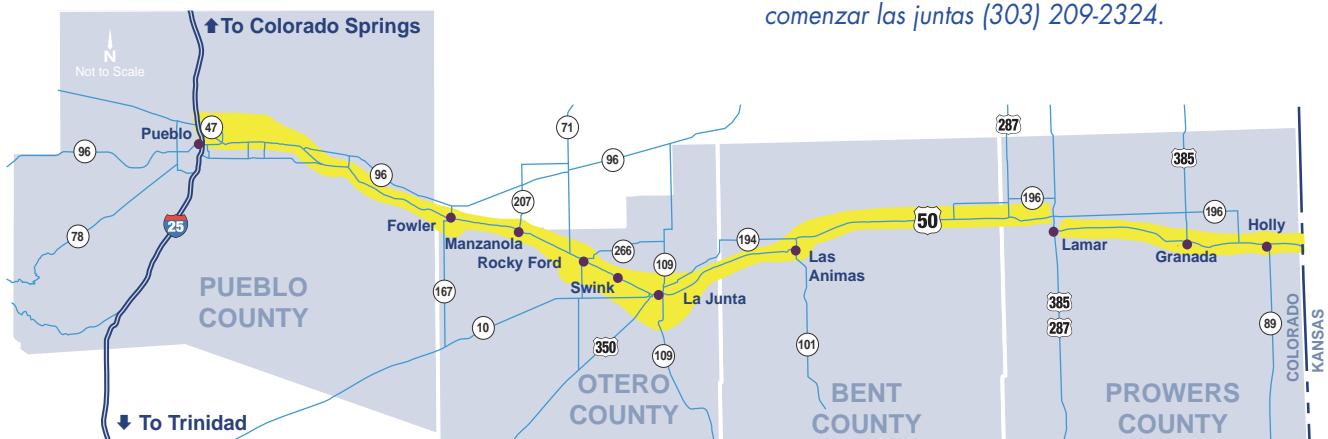 comenzar las juntas (303) 209-2324.
To Colorado Springs
N
Not to Scale
47
Pueblo
96
96
78
25
PUEBLO
COUNTY
To Trinidad
71
96
207
Fowler
Manzanola
Rocky Ford
266
Swink
109
194
La Junta
167
10
350
109
OTERO
COUNTY
Las
Animas
101
BENT
COUNTY
50
287
196
385
196
Lamar
Granada
Holly
385
287
89
PROWERS
COUNTY
COLORADO
KANSAS